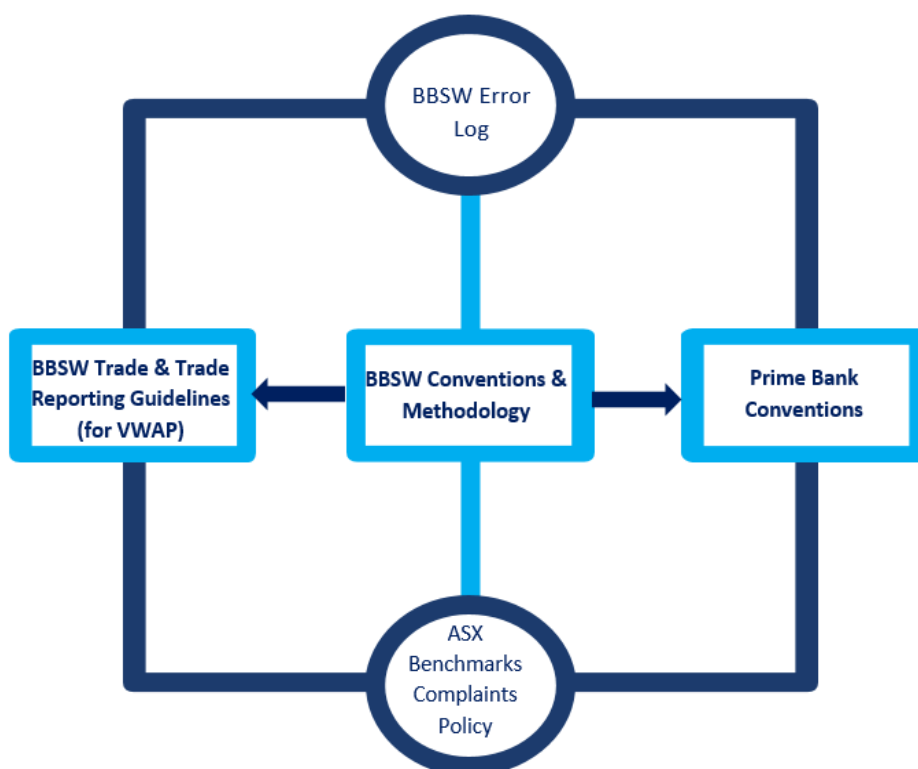 BBSW Error
Log
BBSW Trade & Trade
Reporting Guidelines
(for VWAP)
BBSW Conventions &
Methodology
Prime Bank
Conventions
ASX
Benchmarks
Complaints
Policy